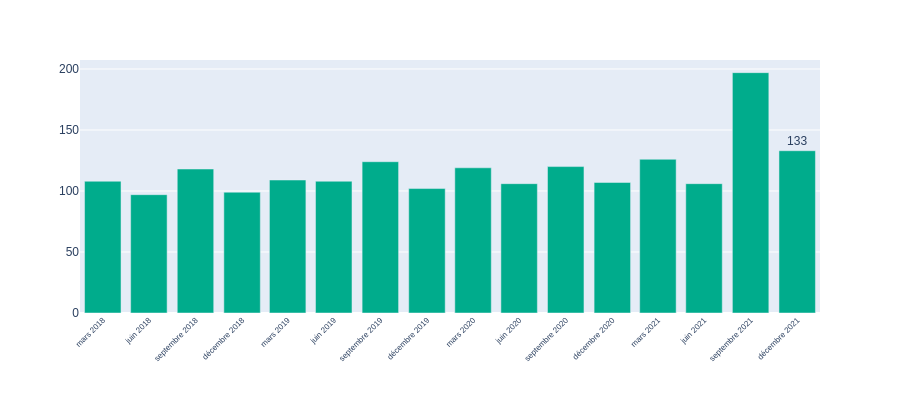 200
150
100
50
0
133
mars 2018
juin 2018
septembre 2018
décembre 2018
mars 2019
juin 2019
septembre 2019
décembre 2019
mars 2020
juin 2020
septembre 2020
décembre 2020
mars 2021
juin 2021
septembre 2021
décembre 2021